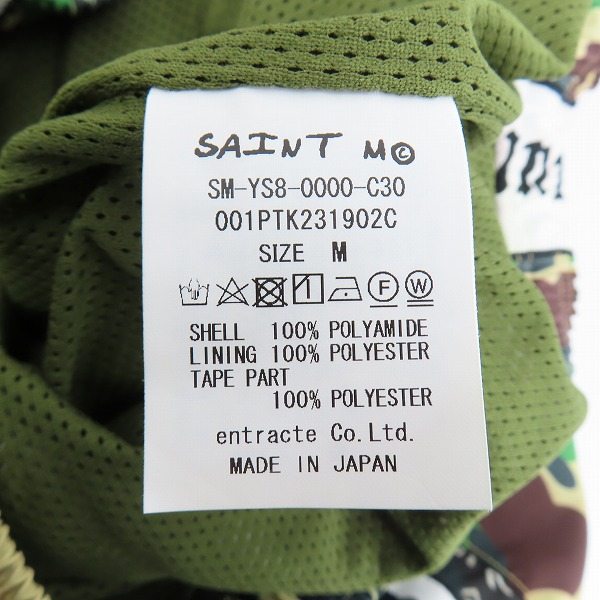 SAINT M©
SM-YS8-0000-C30
001PTK231902C
SIZE M
F W
SHELL 100% POLYAMIDE
LINING 100% POLYESTER
TAPE PART
100% POLYESTER
entracte Co. Ltd.
MADE IN JAPAN